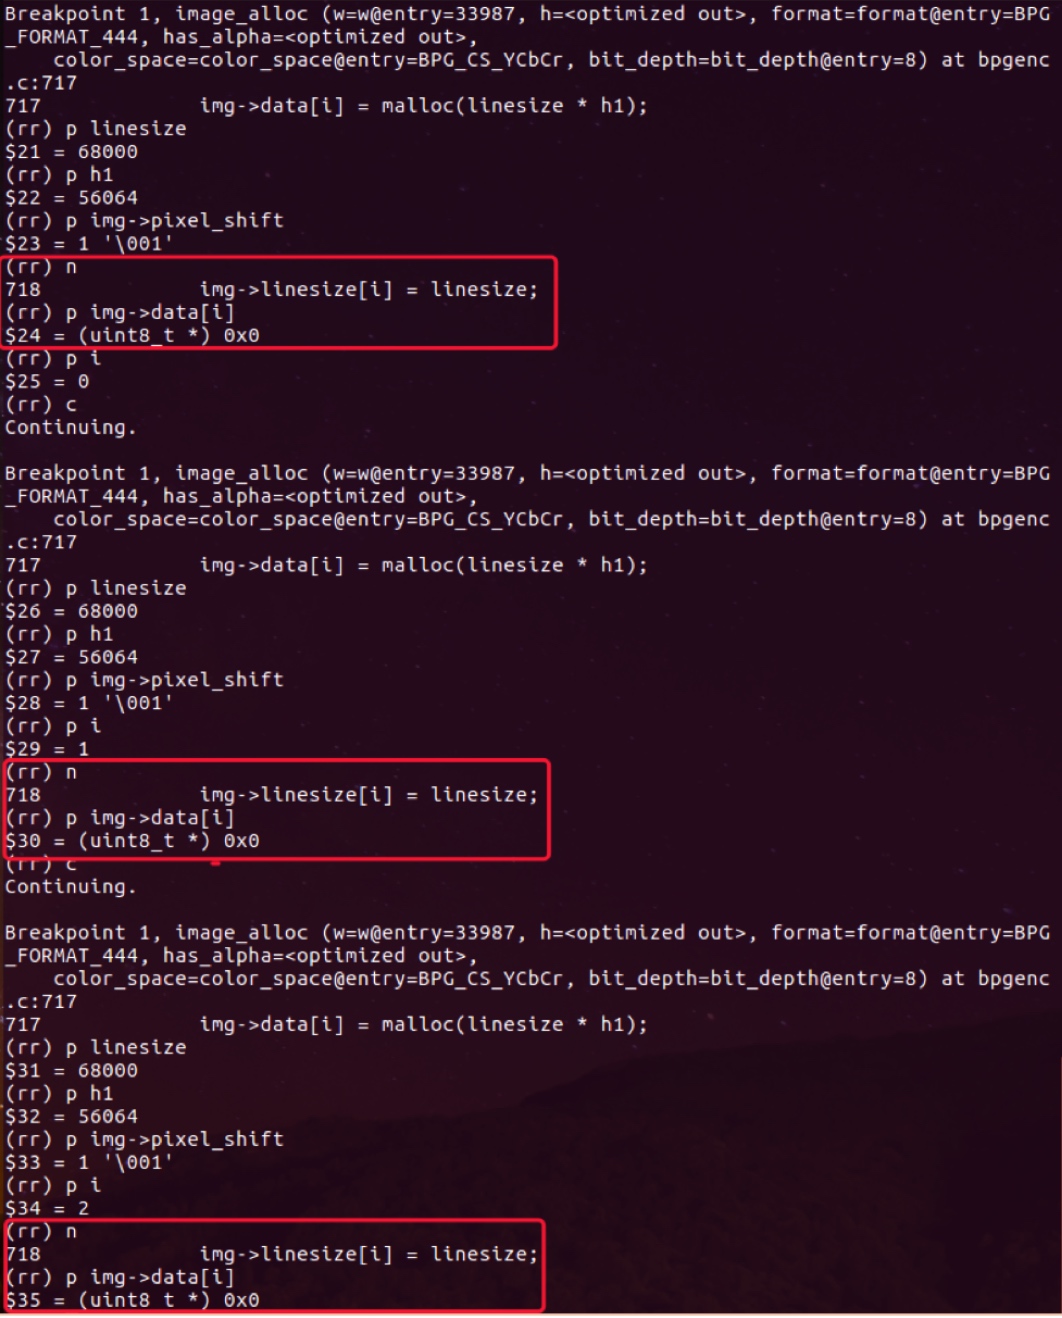 Breakpoint 1, image_alloc (w=w@entry=33987, h=<optimized out>, format=format@entry=BPG
_FORMAT_444, has_alpha=<optimized out>,
    color_space=color_space@entry=BPG_CS_YCbCr, bit_depth=bit_depth@entry=8) at bpgenc
.c:717
717             img->data[i] = malloc(linesize * h1);
(rr) p linesize
$21 = 68000
(rr) p h1
$22 = 56064
(rr) p img->pixel_shift
$23 = 1 '\001'
(rr) n
718             img->linesize[i] = linesize;
(rr) p img->data[i]
$24 = (uint8_t *) 0x0
(rr) p i
$25 = 0
(rr) c
Continuing.

Breakpoint 1, image_alloc (w=w@entry=33987, h=<optimized out>, format=format@entry=BPG
_FORMAT_444, has_alpha=<optimized out>,
    color_space=color_space@entry=BPG_CS_YCbCr, bit_depth=bit_depth@entry=8) at bpgenc
.c:717
717             img->data[i] = malloc(linesize * h1);
(rr) p linesize
$26 = 68000
(rr) p h1
$27 = 56064
(rr) p img->pixel_shift
$28 = 1 '\001'
(rr) p i
$29 = 1
(rr) n
718             img->linesize[i] = linesize;
(rr) p img->data[i]
$30 = (uint8_t *) 0x0
(rr) c
Continuing.

Breakpoint 1, image_alloc (w=w@entry=33987, h=<optimized out>, format=format@entry=BPG
_FORMAT_444, has_alpha=<optimized out>,
    color_space=color_space@entry=BPG_CS_YCbCr, bit_depth=bit_depth@entry=8) at bpgenc
.c:717
717             img->data[i] = malloc(linesize * h1);
(rr) p linesize
$31 = 68000
(rr) p h1
$32 = 56064
(rr) p img->pixel_shift
$33 = 1 '\001'
(rr) p i
$34 = 2
(rr) n
718             img->linesize[i] = linesize;
(rr) p img->data[i]
$35 = (uint8_t *) 0x0